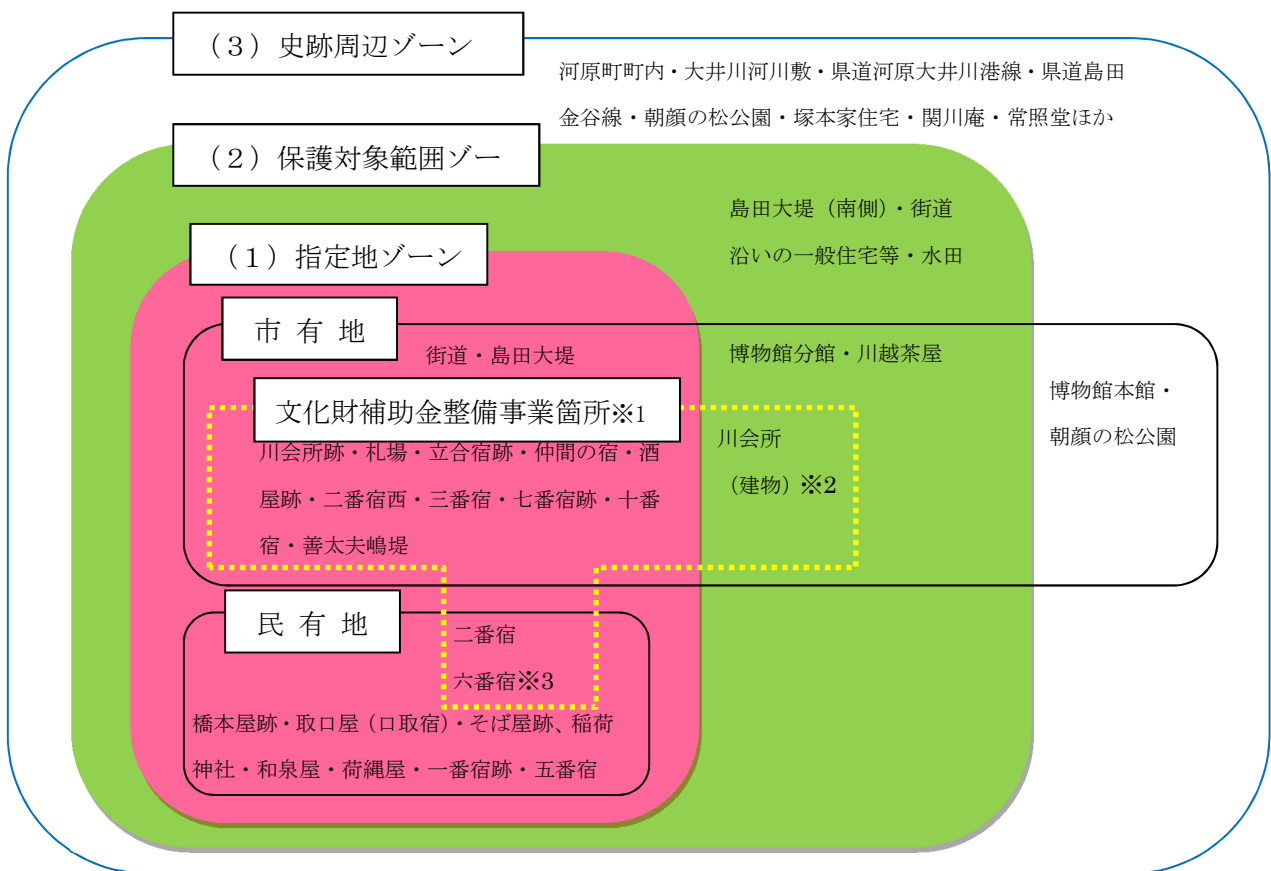 （３）史跡周辺ゾーン
河原町町内・大井川河川敷・県道河原大井川港線・県道島田
金谷線・朝顔の松公園・塚本家住宅・関川庵・常照堂ほか
（２）保護対象範囲ゾー
島田大堤（南側）・街道
沿いの一般住宅等・水田
（１）指定地ゾーン
市 有 地
街道・島田大堤
博物館分館・川越茶屋
博物館本館・
朝顔の松公園
文化財補助金整備事業箇所※1
川会所跡・札場・立合宿跡・仲間の宿・酒
屋跡・二番宿西・三番宿・七番宿跡・十番
宿・善太夫嶋堤
川会所
（建物）※2
民 有 地
二番宿
六番宿※3
橋本屋跡・取口屋（口取宿）・そば屋跡、稲荷
神社・和泉屋・荷縄屋・一番宿跡・五番宿